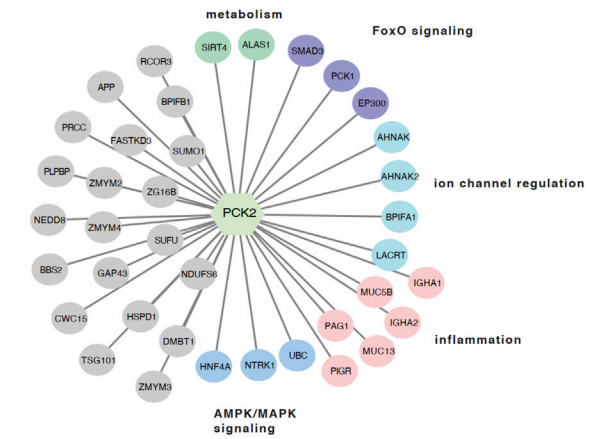 metabolism
FoxO signaling
SIRT4
ALAS1
SMAD3
RCOR3
PCK1
APP
BPIFB1
EP300
PRCC
FASTKD3
AHNAK
SUMO1
PLPBP
ZMYM2
ZG16B
AHNAK2
ion channel regulation
PCK2
NEDD8
ZMYM4
BPIFA1
SUFU
BBS2
GAP43
NDUFS6
LACRT
IGHA1
MUC5B
CWC15
HSPD1
PAG1
IGHA2
inflammation
DMBT1
MUC13
TSG101
HNF4A
NTRK1
UBC
PIGR
ZMYM3
AMPK/MAPK
signaling